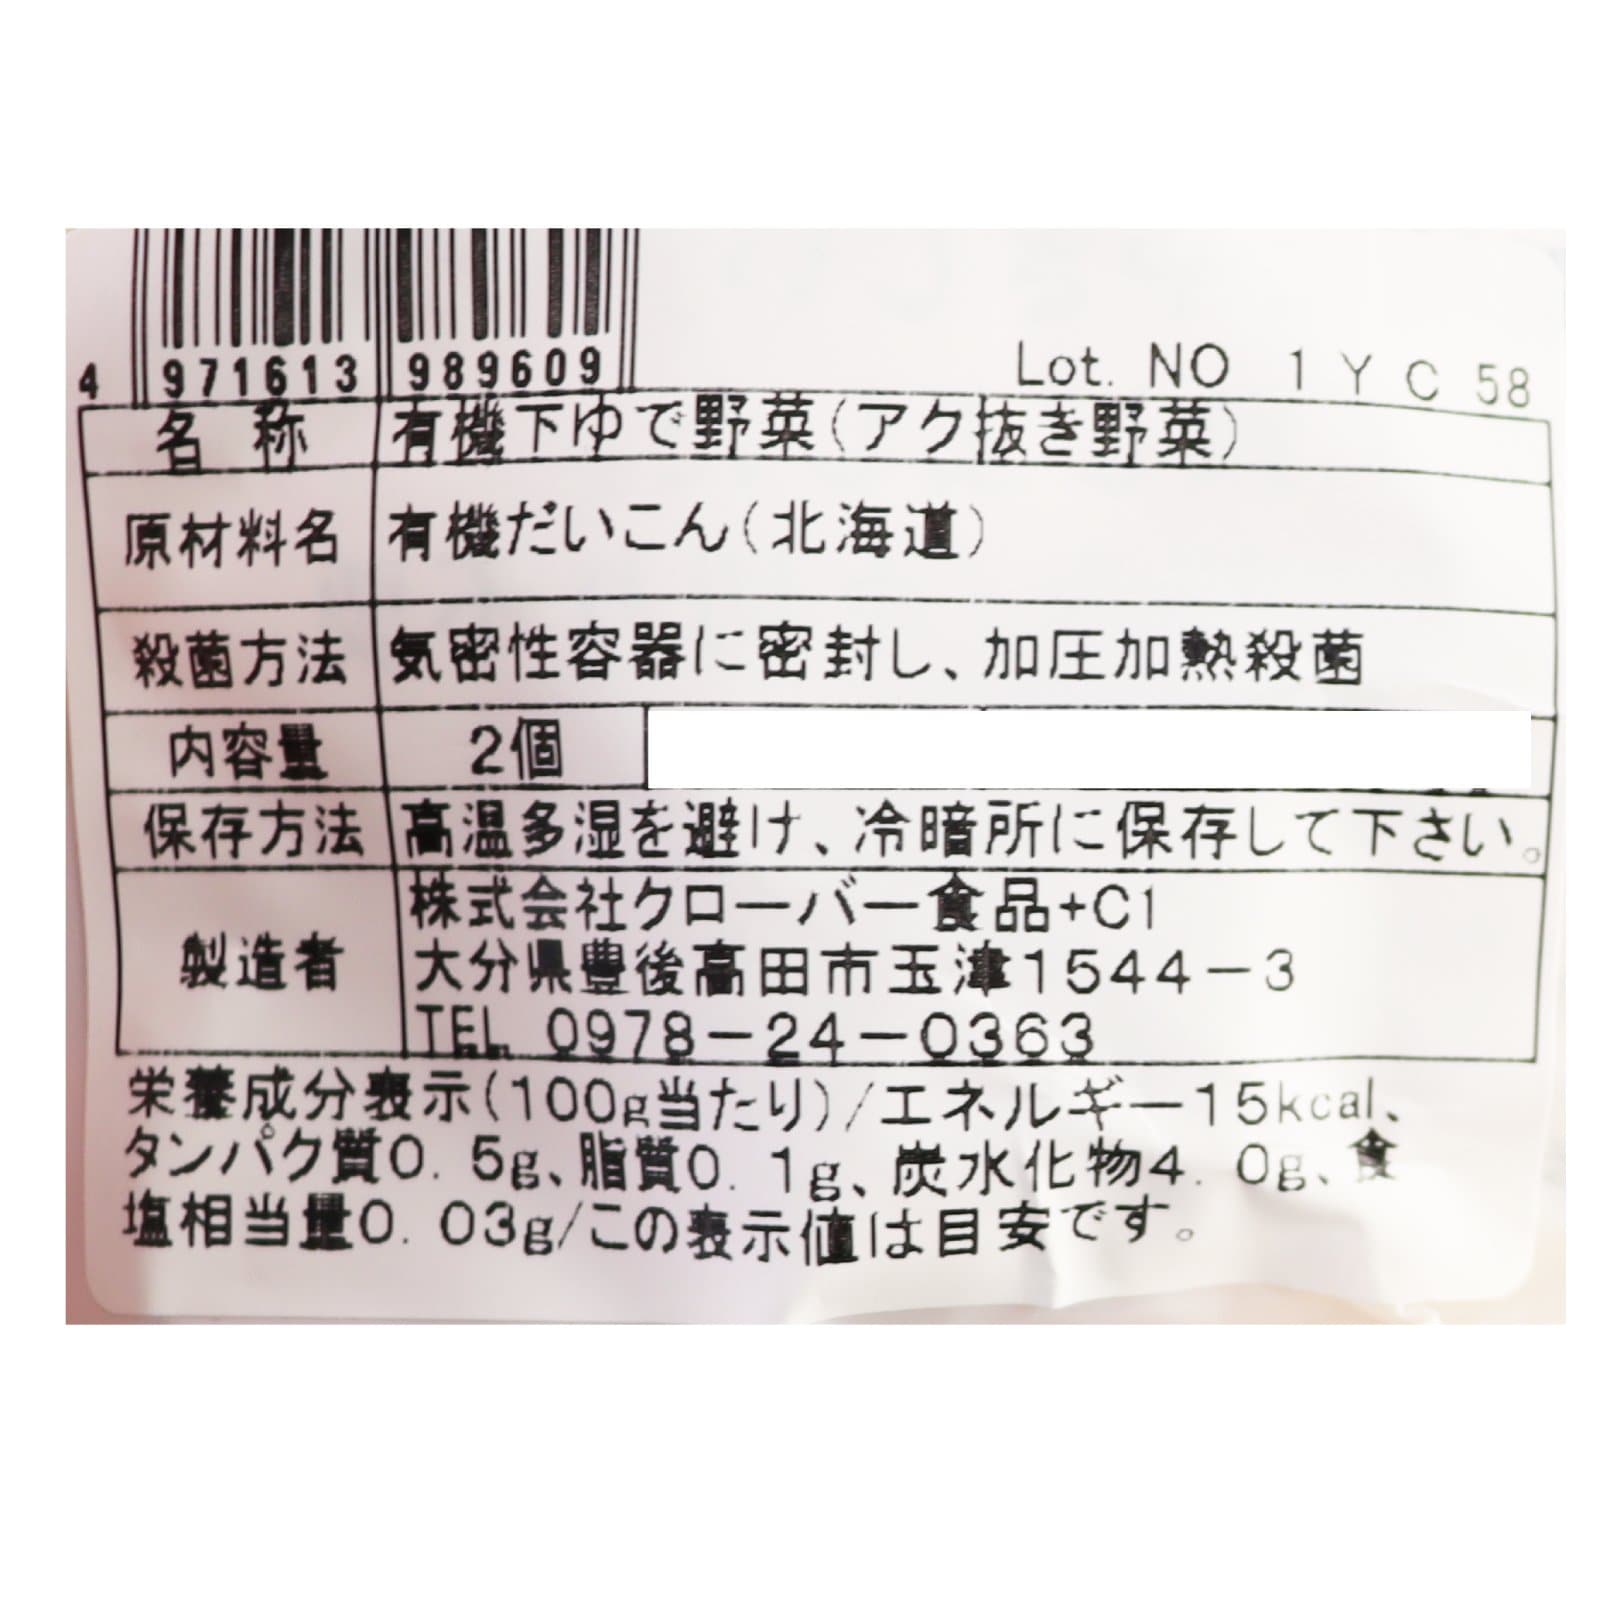 4 971613 989609
Lot. NO 1 Y C 58
名 称 有機下ゆで野菜(アク抜き野菜)
原材料名 有機だいこん(北海道)
殺菌方法 気密性容器に密封し、加圧加熱殺菌
内容量 2個
保存方法 高温多湿を避け、冷暗所に保存して下さい。
製造者 株式会社クローバー食品+C1
大分県豊後高田市玉津1544-3
TEL 0978-24-0363
栄養成分表示(100g当たり)/エネルギー15kcal、
タンパク質0.5g、脂質0.1g、炭水化物4.0g、食
塩相当量0.03g/この表示値は目安です。